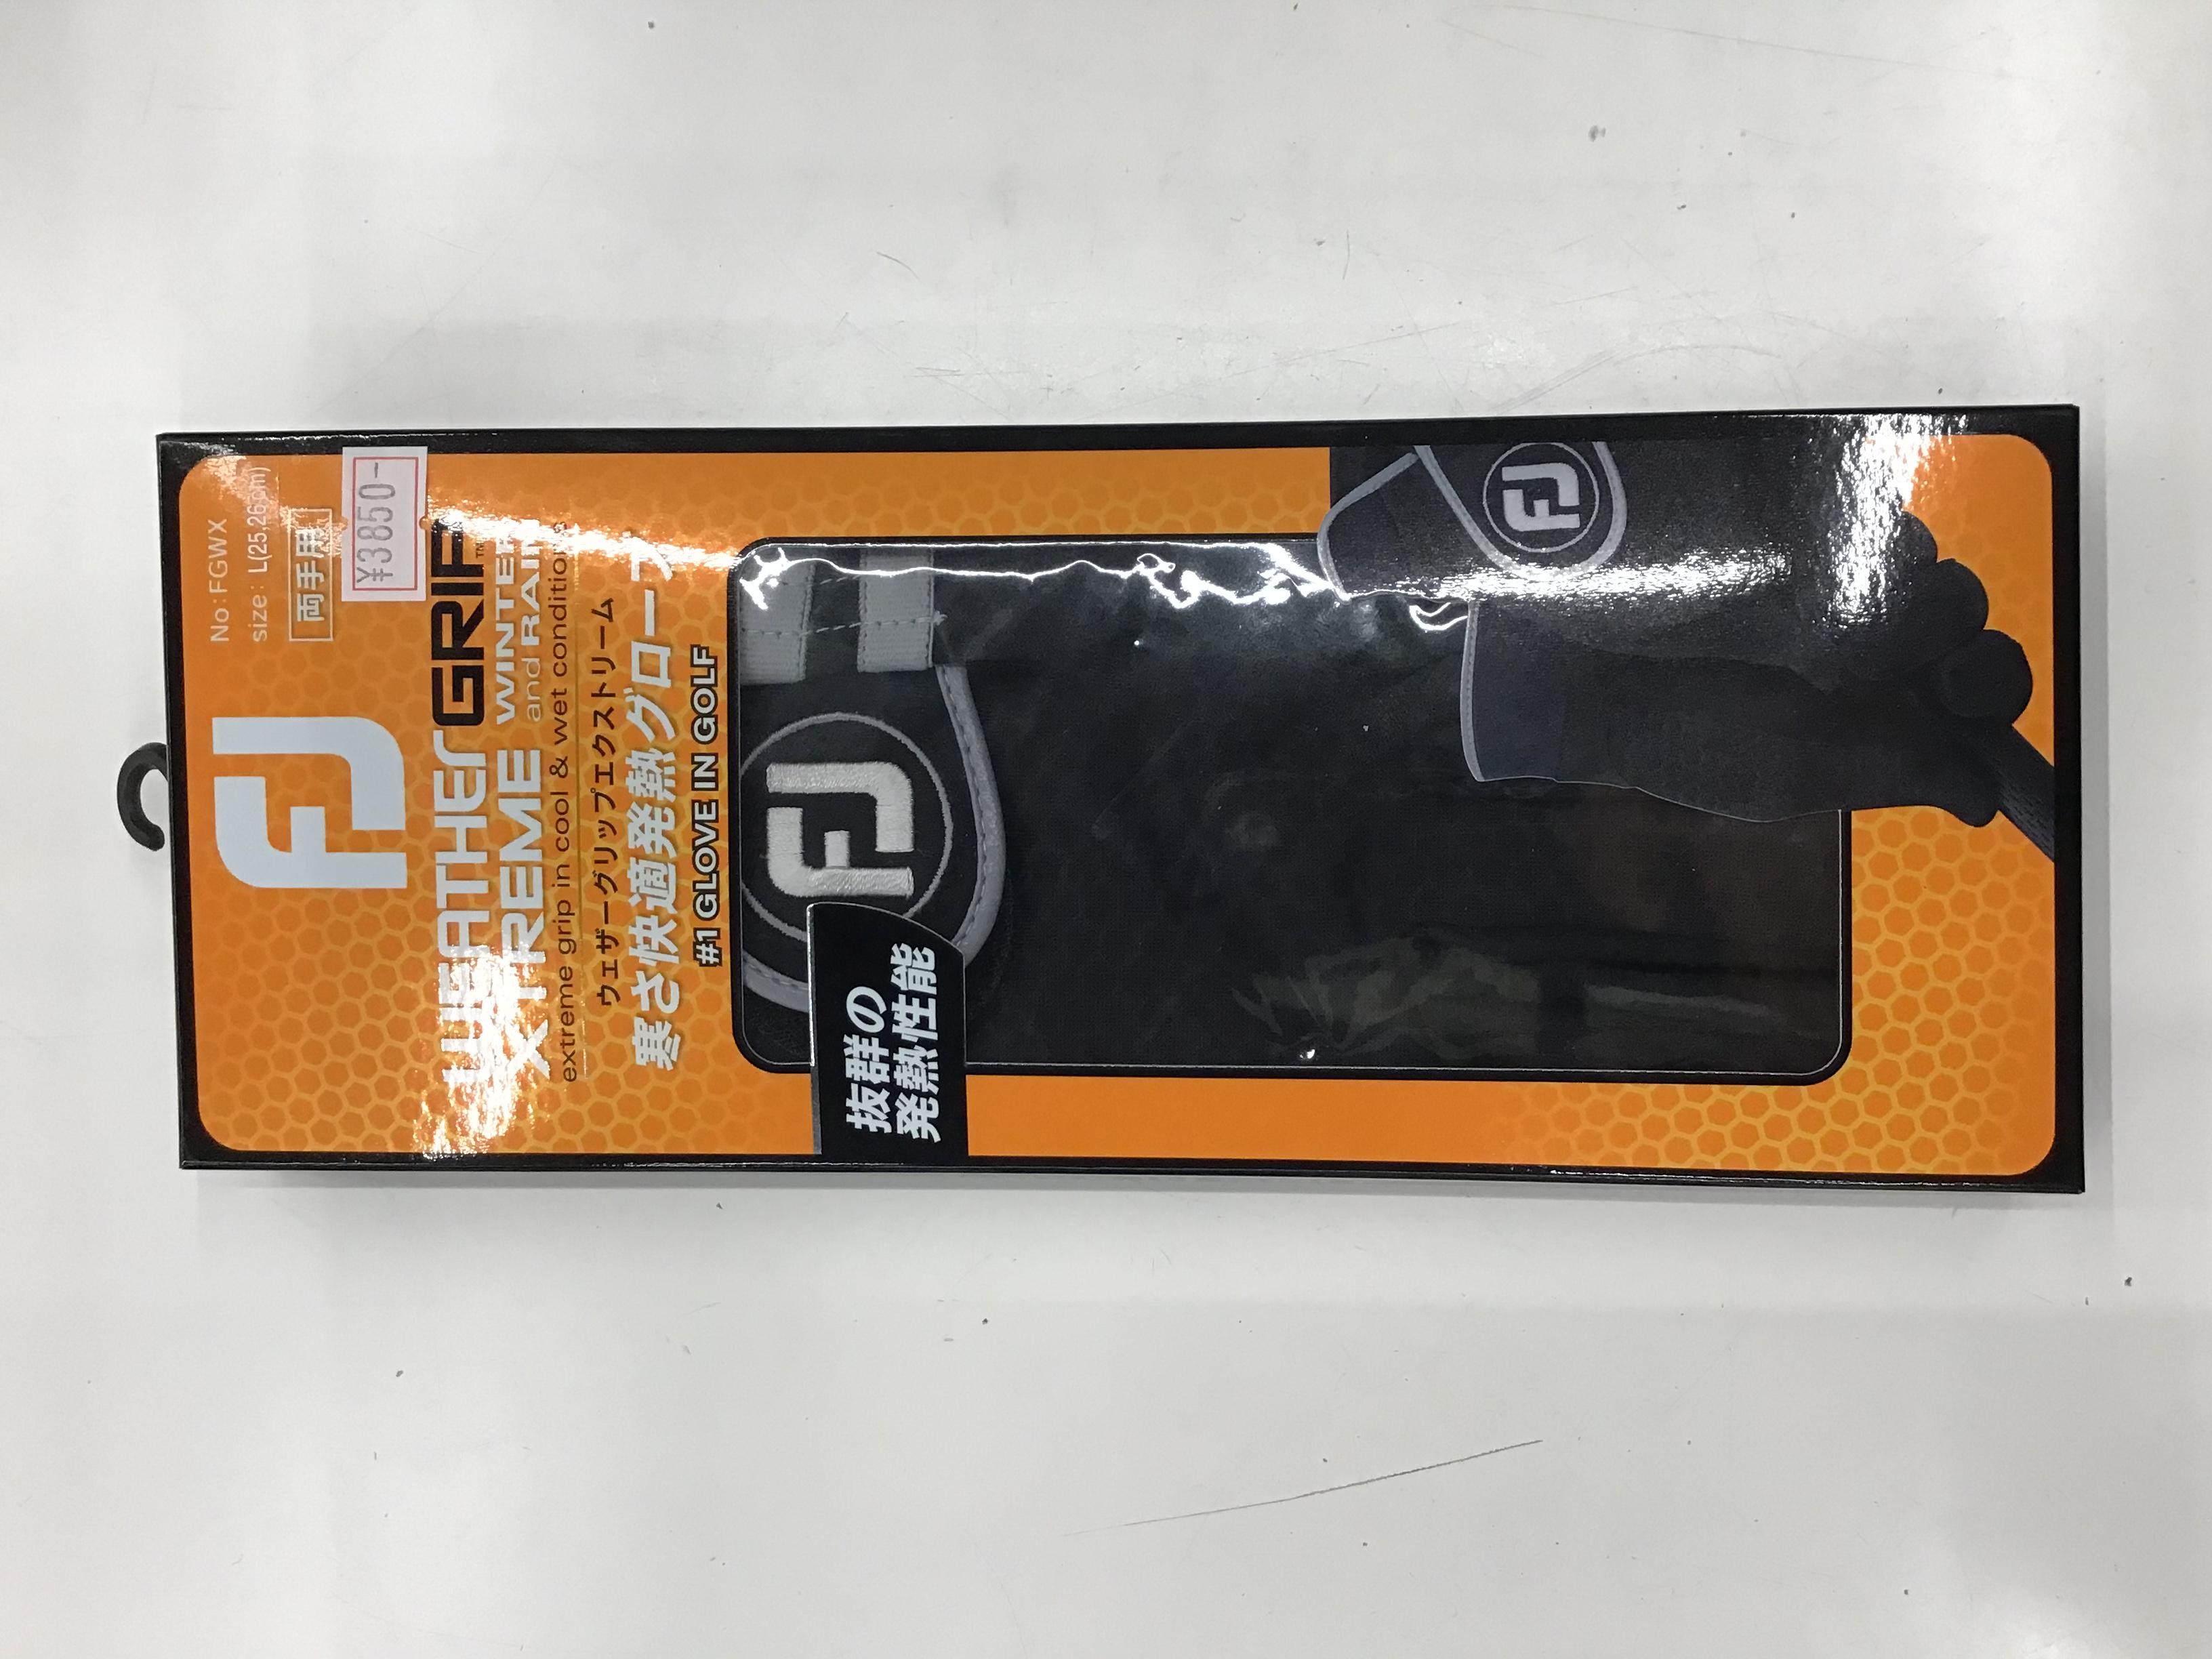 No:FGWX
size: L(25,26cm)
両手用
¥3850-
FJ
WEATHER GRIP™
XTREME WINTER and RAIN
extreme grip in cool & wet conditions
ウェザーグリップエクストリーム
寒さ快適発熱グローブ
#1 GLOVE IN GOLF
FJ
抜群の
発熱性能
FJ